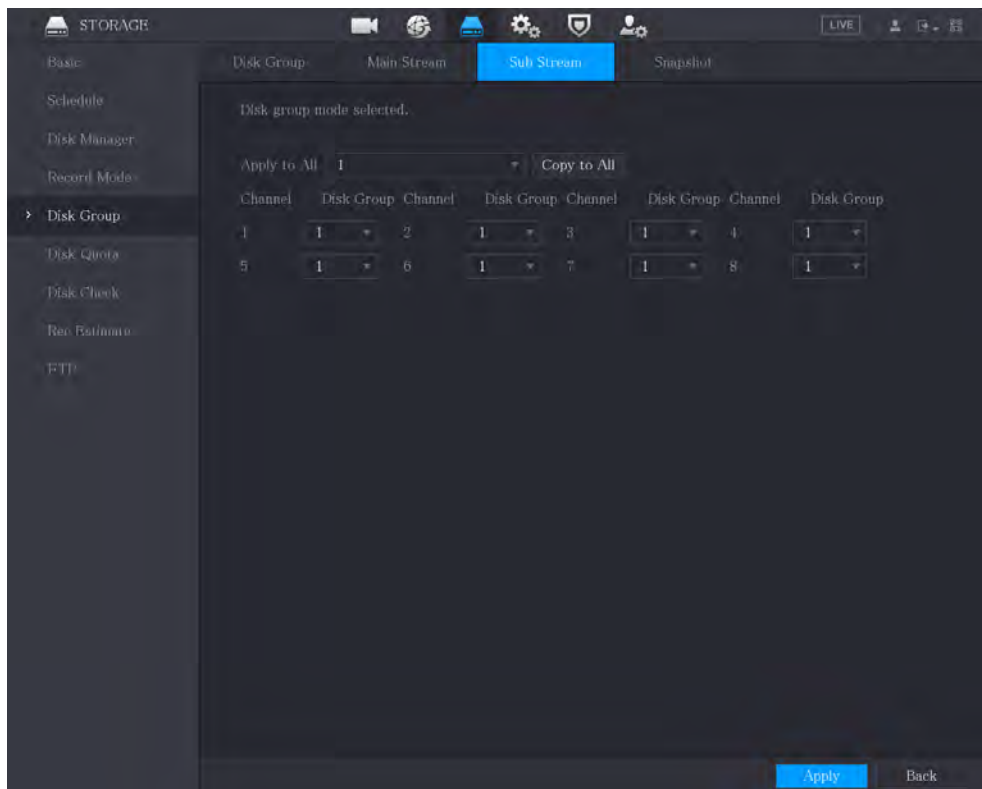 STORAGE
LIVE
Basic
Schedule
Disk Manager
Record Mode
Disk Group
Disk Quota
Disk Check
Rec Estimate
FTP
Disk Group Main Stream Sub Stream Snapshot
Disk group mode selected.
Apply to All 1 Copy to All
Channel Disk Group Channel Disk Group Channel Disk Group Channel Disk Group
1 1 2 1 3 1 4 1
5 1 6 1 7 1 8 1
Apply Back